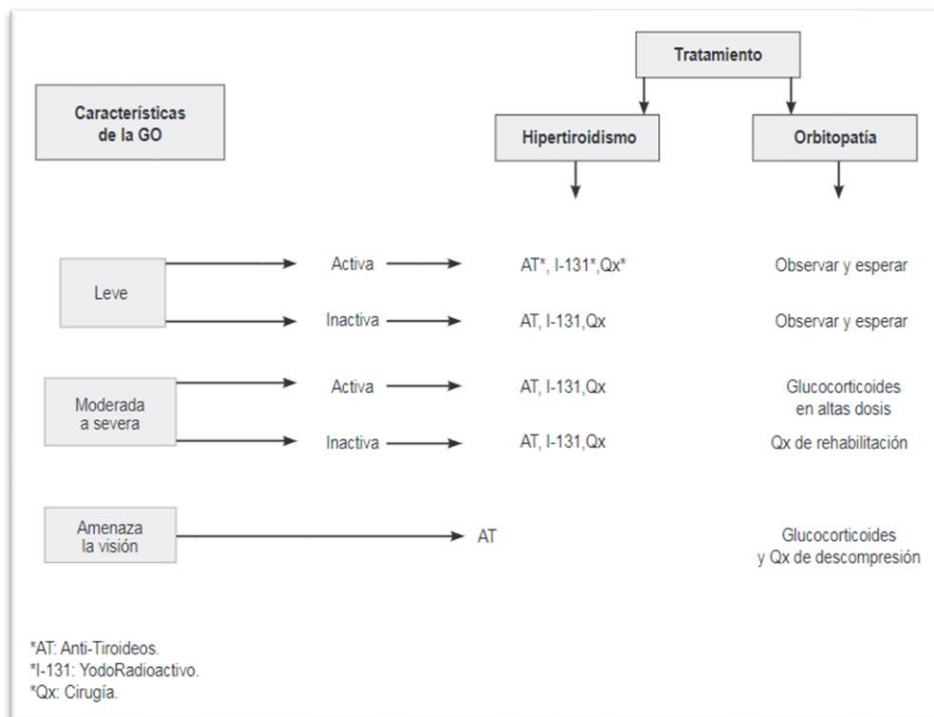 Tratamiento
Características
de la GO
Hipertiroidismo
Orbitopatía
Leve
Activa
AT*, I-131*,Qx*
Observar y esperar
Inactiva
AT, I-131,Qx
Observar y esperar
Moderada
a severa
Activa
AT, I-131,Qx
Glucocorticoides
en altas dosis
Inactiva
AT, I-131,Qx
Qx de rehabilitación
Amenaza
la visión
AT
Glucocorticoides
y Qx de descompresión
*AT: Anti-Tiroideos.
*I-131: YodoRadioactivo.
*Qx: Cirugía.